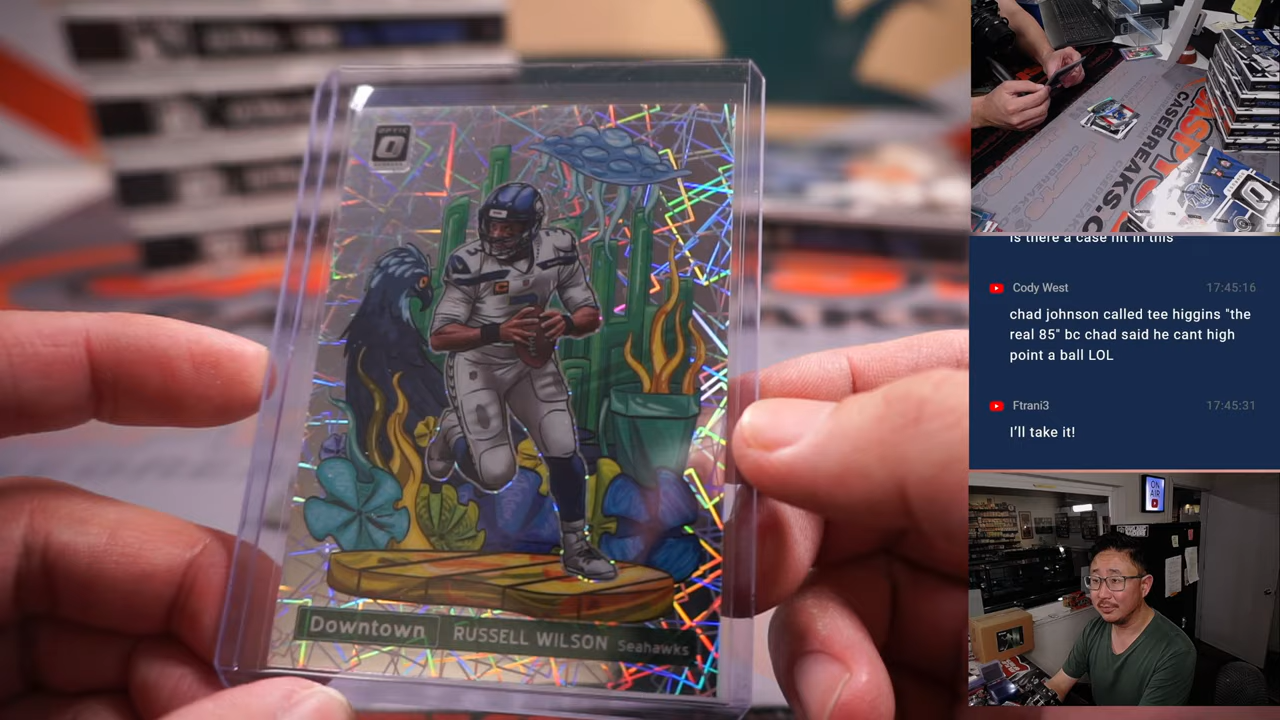 OPTIC
Downtown RUSSELL WILSON Seahawks
CASEBREAKS.C
is there a case hit in this
Cody West 17:45:16
chad johnson called tee higgins "the
real 85" bc chad said he cant high
point a ball LOL
Ftrani3 17:45:31
I'll take it!
ON
AIR